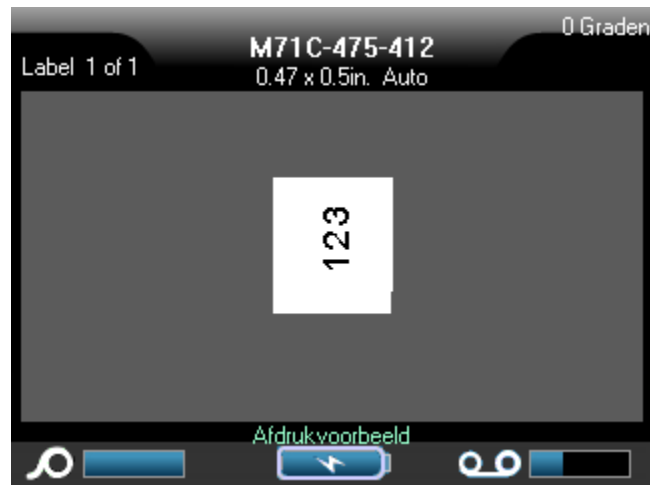 0 Graden
M71C-475-412
Label 1 of 1
0.47 x 0.5in. Auto
123
Afdrukvoorbeeld